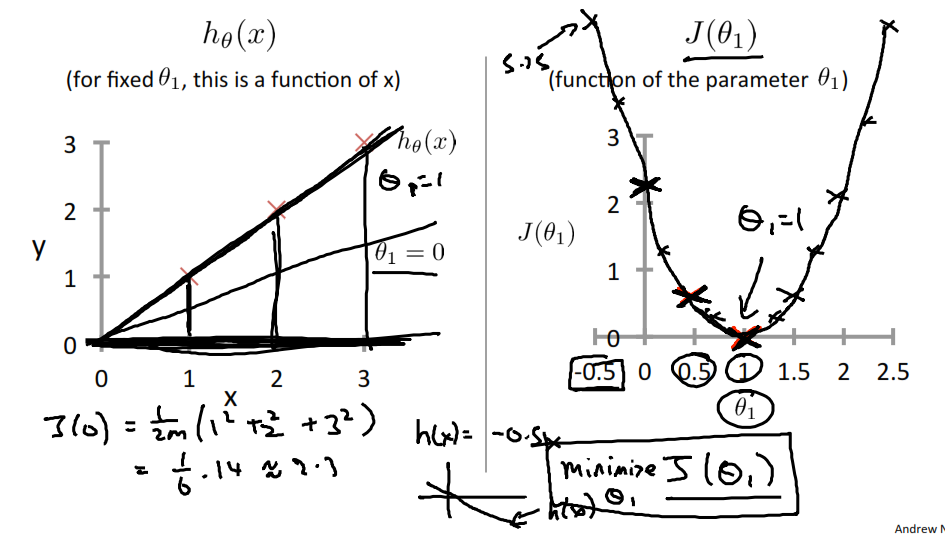 h_θ(x)
(for fixed θ₁, this is a function of x)
3
2
1
0
y
0 1 2 3
x
h_θ(x)
θ₁=1
θ₁ = 0
J(0) = 1/2m (1² + 2² + 3²)
= 1/6 · 14 ≈ 2.3
h(x) = -0.5x
h(x)
J(θ₁)
5.25
(function of the parameter θ₁)
3
2
1
0
J(θ₁)
θ₁=1
-0.5 0 0.5 1 1.5 2 2.5
θ₁
minimize J(θ₁)
θ₁
Andrew N